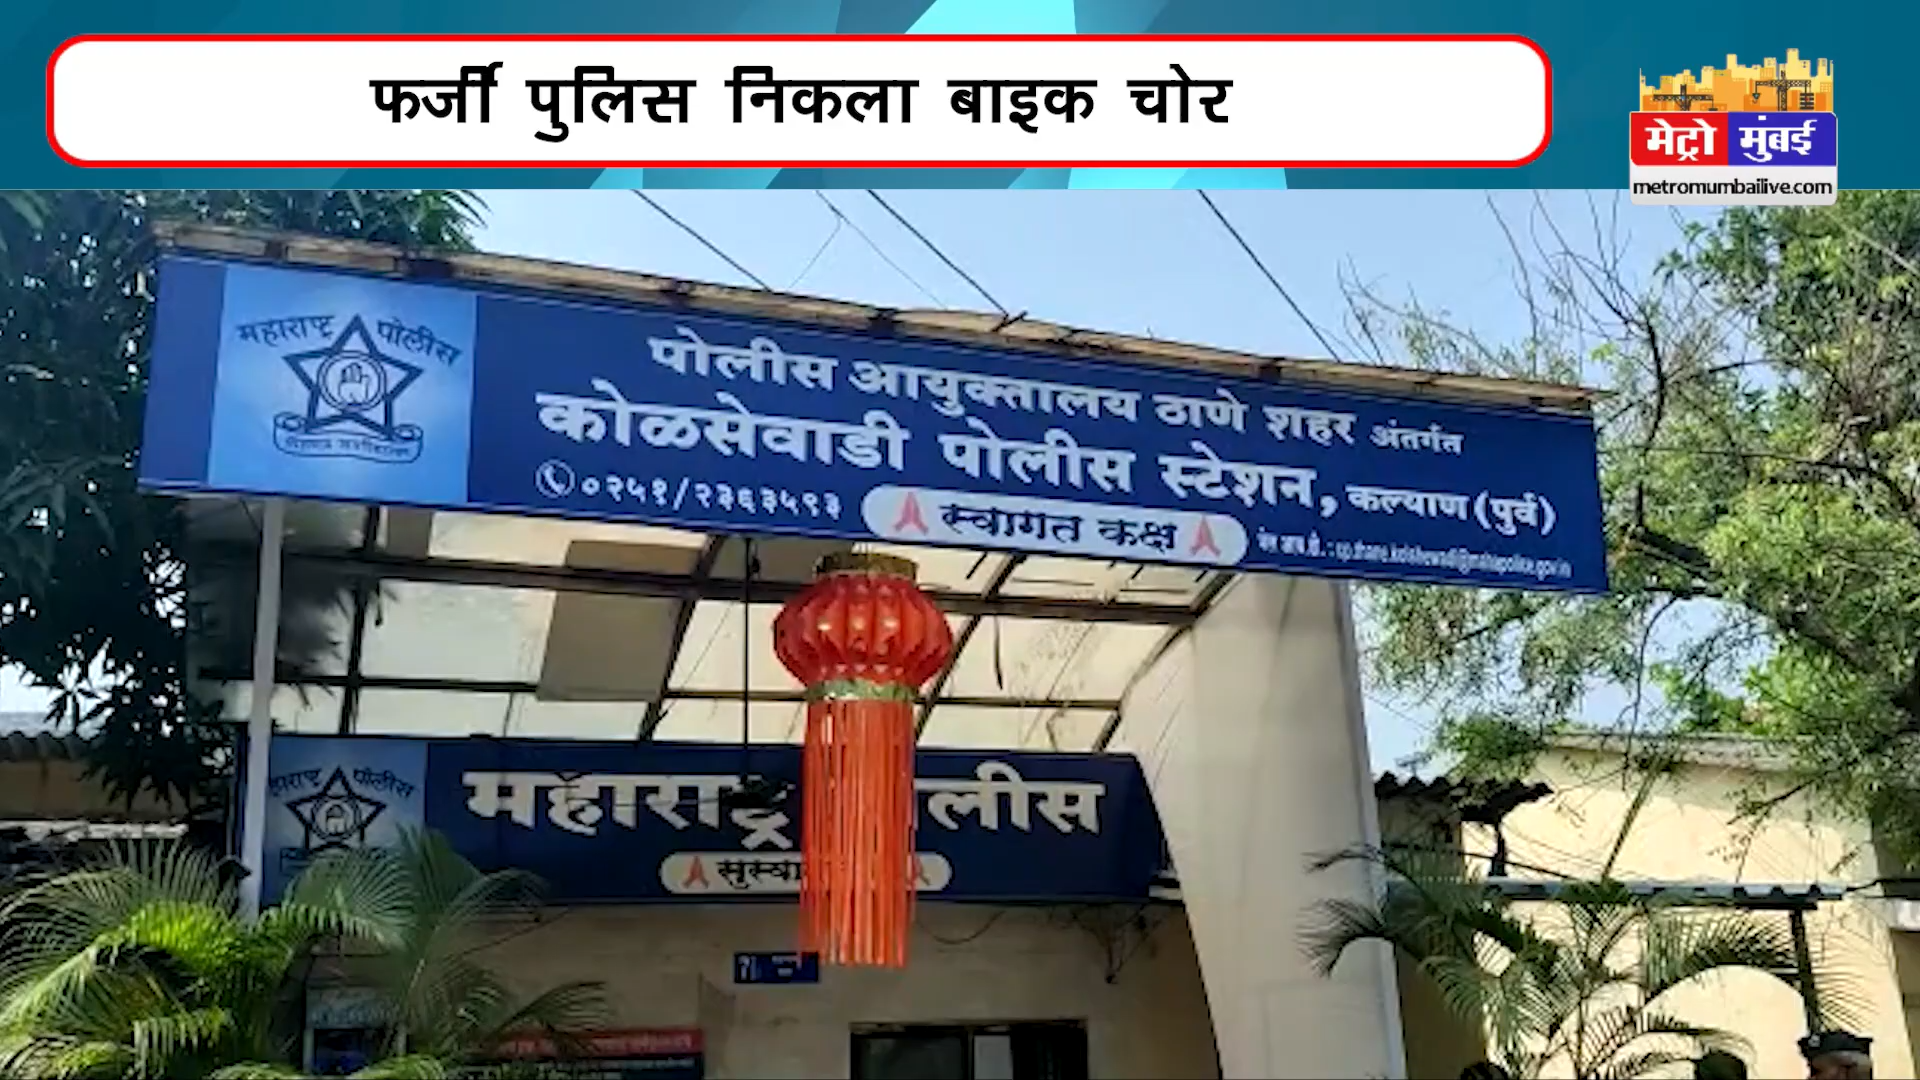 फर्जी पुलिस निकला बाइक चोर
मेट्रो मुंबई
metromumbailive.com
महाराष्ट्र पोलीस
पोलीस आयुक्तालय ठाणे शहर अंतर्गत
कोळसेवाडी पोलीस स्टेशन, कल्याण (पुर्व)
०२५१/२३६३५९३
स्वागत कक्ष
महाराष्ट्र पोलीस